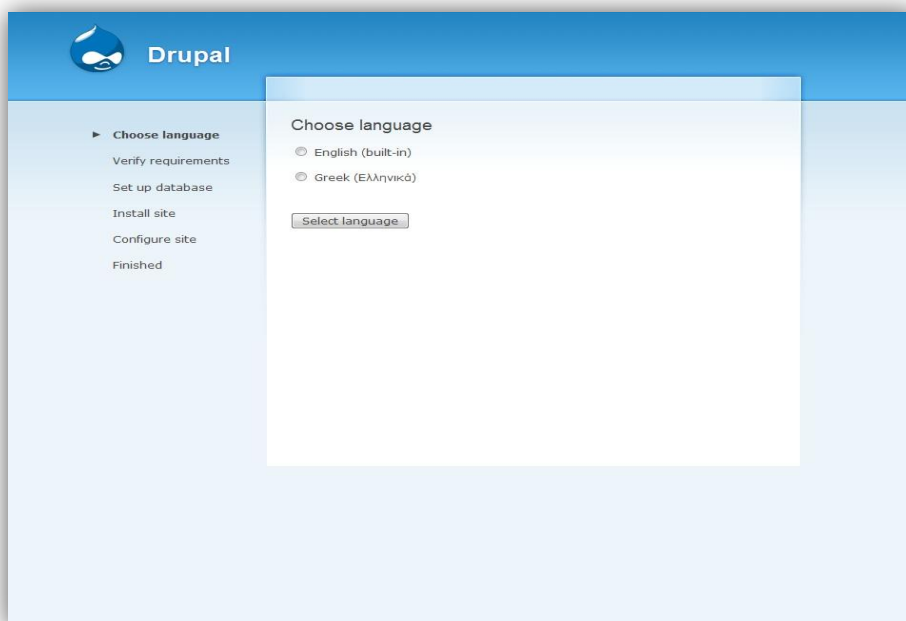 Drupal
Choose language
Verify requirements
Set up database
Install site
Configure site
Finished
Choose language
English (built-in)
Greek (Ελληνικά)
Select language